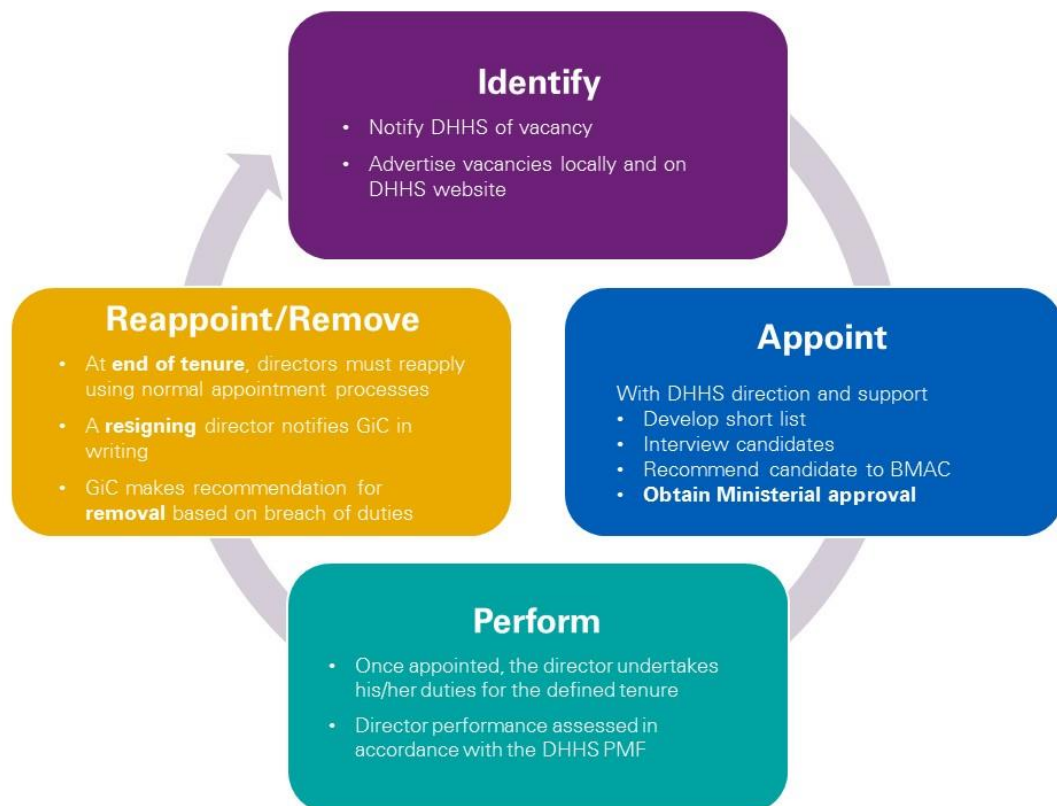 Identify
• Notify DHHS of vacancy
• Advertise vacancies locally and on
DHHS website
Appoint
With DHHS direction and support
• Develop short list
• Interview candidates
• Recommend candidate to BMAC
• Obtain Ministerial approval
Perform
• Once appointed, the director undertakes
his/her duties for the defined tenure
• Director performance assessed in
accordance with the DHHS PMF
Reappoint/Remove
• At end of tenure, directors must reapply
using normal appointment processes
• A resigning director notifies GiC in
writing
• GiC makes recommendation for
removal based on breach of duties